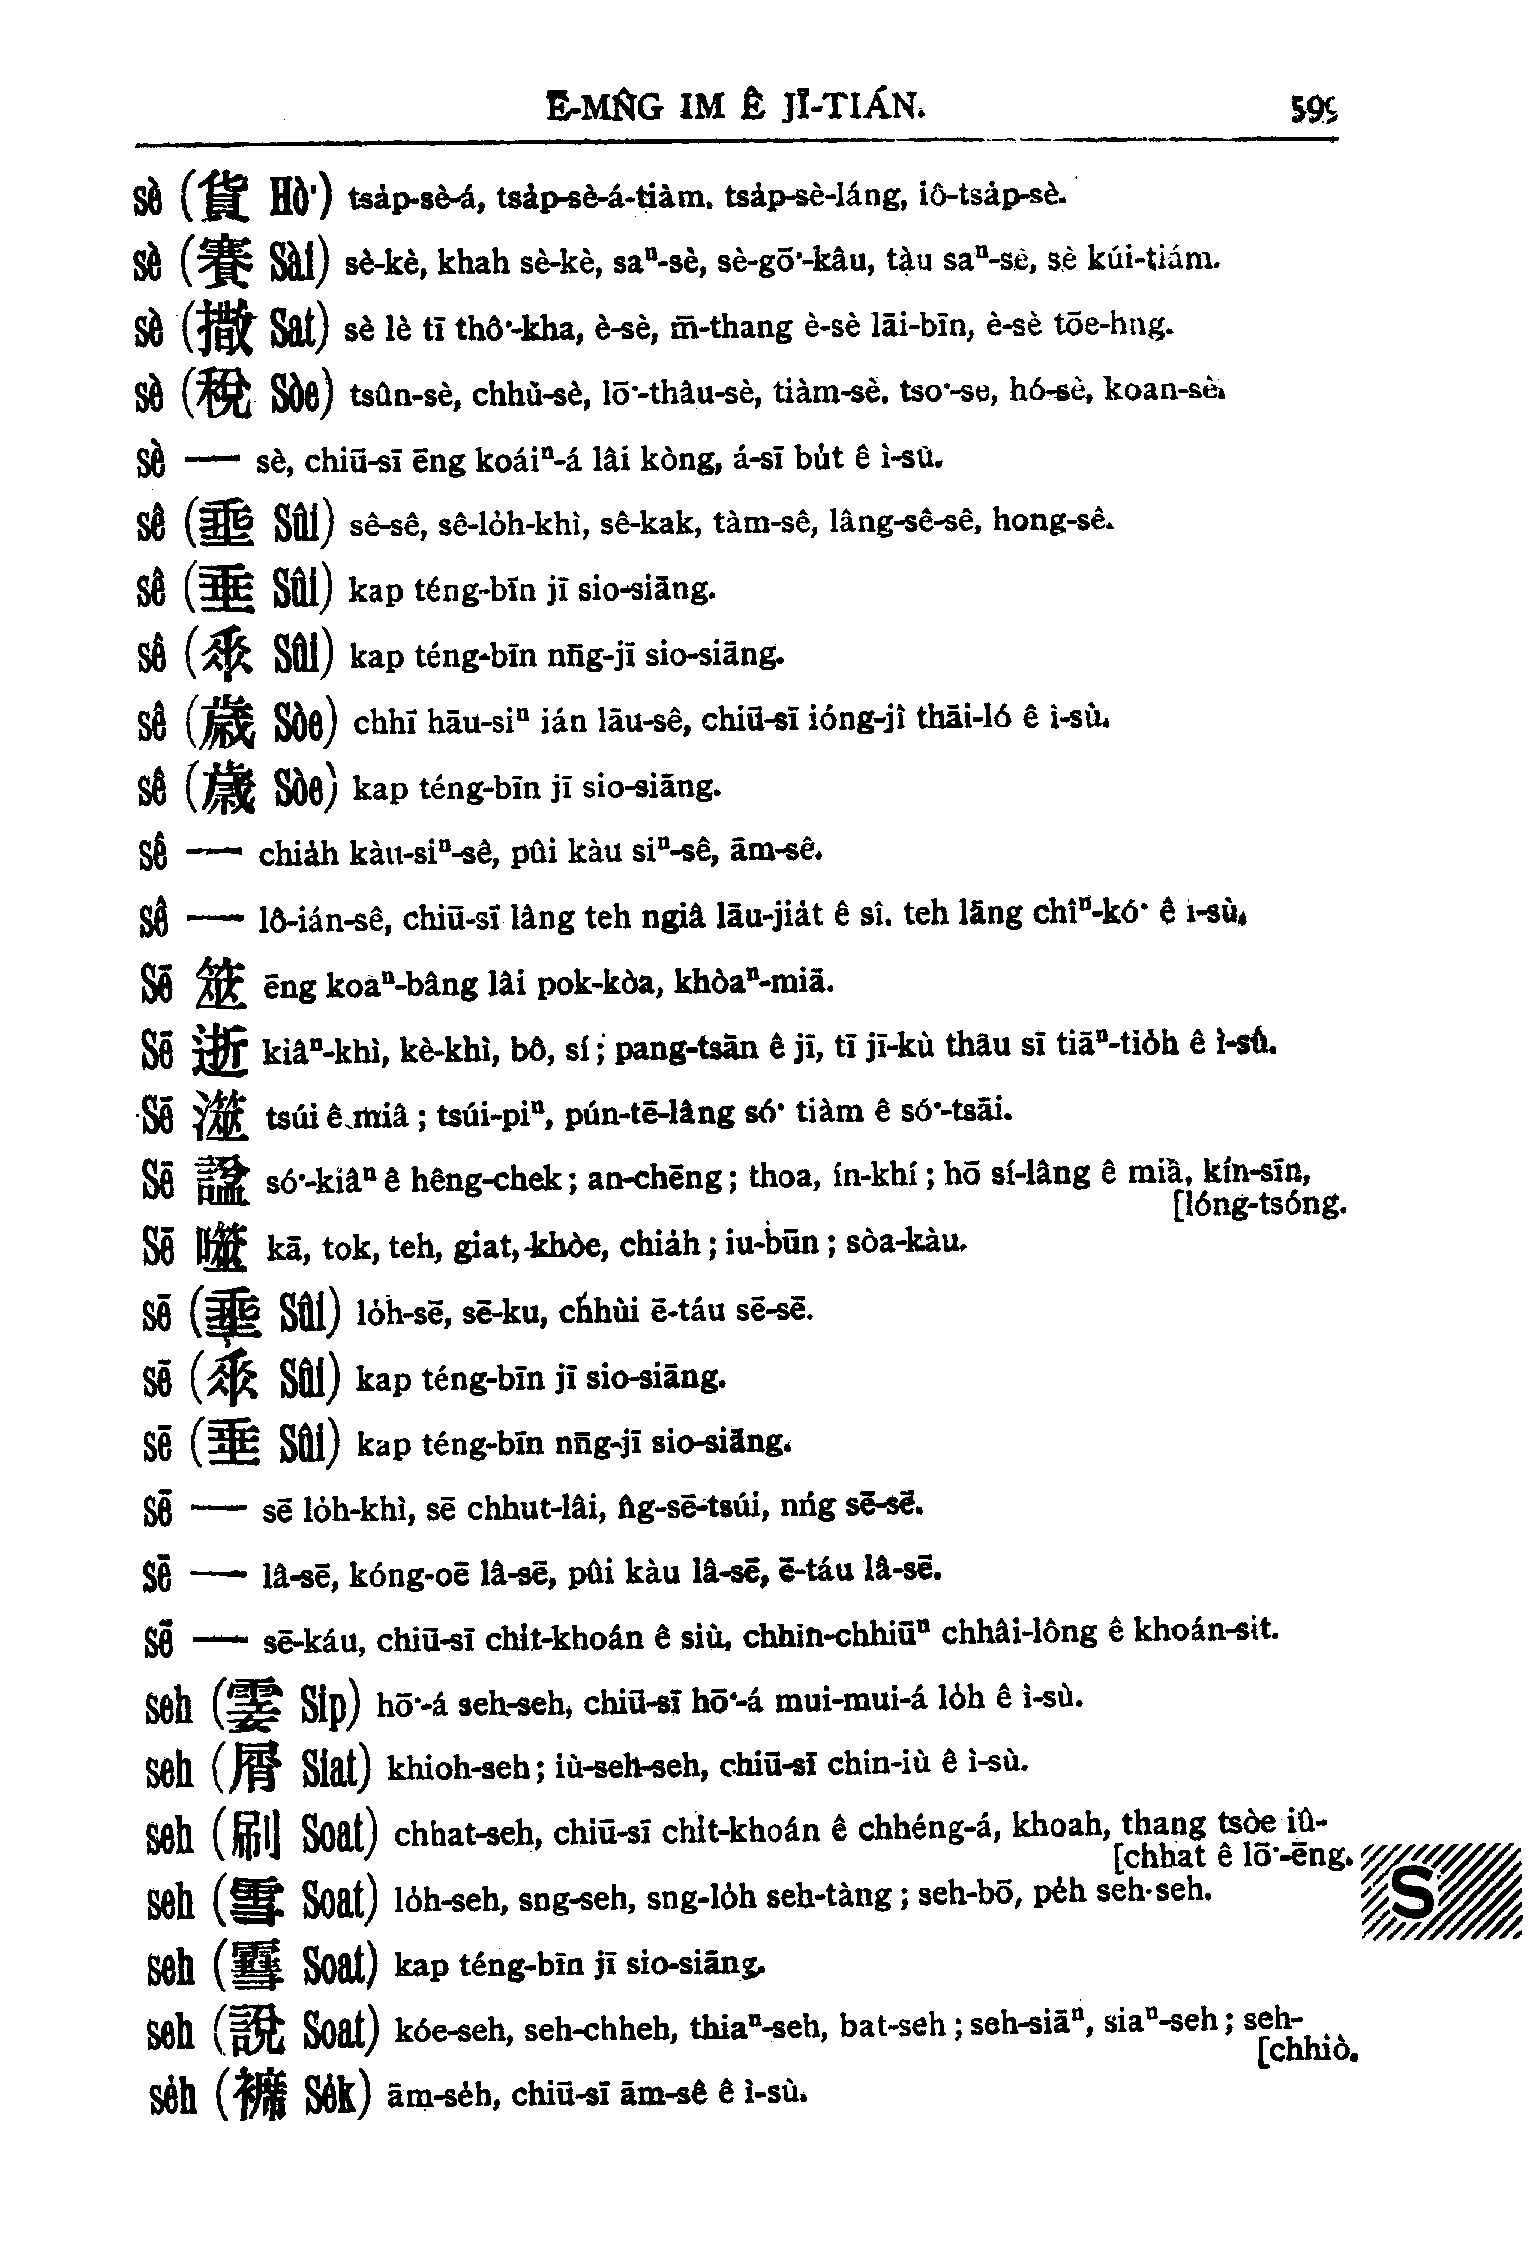 Ē-MN̂G IM Ê JĪ-TIÁN. 595
sè (貨 Hò͘) tsa̍p-sè-á, tsa̍p-sè-á-tiàm. tsa̍p-sè-láng, iô-tsa̍p-sè.
sè (賽 Sài) sè-kè, khah sè-kè, saⁿ-sè, sè-gō͘-kâu, tàu saⁿ-sè, sè kúi-tiám.
sè (撒 Sat) sè lè tī thô͘-kha, è-sè, m̄-thang è-sè lāi-bīn, è-sè tōe-hng.
sè (稅 Sòe) tsûn-sè, chhù-sè, lō͘-thâu-sè, tiàm-sè. tso͘-se, hó-sè, koan-sè.
sè — sè, chiū-sī ēng koáiⁿ-á lâi kòng, á-sī bu̍t ê ì-sù.
sê (埀 Sûi) sê-sê, sê-lo̍h-khì, sê-kak, tàm-sê, lâng-sê-sê, hong-sê.
sê (垂 Sûi) kap téng-bīn jī sio-siāng.
sê (𠂹 Sûi) kap téng-bīn nn̄g-jī sio-siāng.
sê (歳 Sòe) chhī hāu-siⁿ ián lāu-sê, chiū-sī ióng-jî thāi-ló ê ì-sù.
sê (歲 Sòe) kap téng-bīn jī sio-siāng.
sê — chia̍h kàu-siⁿ-sê, pûi kàu siⁿ-sê, ām-sê.
sê — lô-ián-sê, chiū-sī lâng teh ngiâ lāu-jia̍t ê sî. teh lāng chîⁿ-kó͘ ê ì-sù.
Sē 筮 ēng koaⁿ-bâng lâi pok-kòa, khòaⁿ-miā.
Sē 逝 kiâⁿ-khì, kè-khì, bô, sí; pang-tsān ê jī, tī jī-kù thâu sī tiāⁿ-tio̍h ê ì-sù.
Sē 澨 tsúi ê miâ; tsúi-piⁿ, pún-tē-lâng só͘ tiàm ê só͘-tsāi.
Sē 諡 só͘-kiâⁿ ê hêng-chek; an-chēng; thoa, ín-khí; hō sí-lâng ê miâ, kín-sīn,
[lóng-tsóng.
Sē 噬 kā, tok, teh, giat, khòe, chia̍h; iu-būn; sòa-kàu.
sē (埀 Sûi) lo̍h-sē, sē-ku, chhùi ē-táu sē-sē.
sē (𠂹 Sûi) kap téng-bīn jī sio-siāng.
sē (垂 Sûi) kap téng-bīn nn̄g-jī sio-siāng.
sē — sē lo̍h-khì, sē chhut-lâi, n̂g-sē-tsúi, nńg sē-sē.
sē — lâ-sē, kóng-oē lâ-sē, pûi kàu lâ-sē, ē-táu lâ-sē.
sē — sē-káu, chiū-sī chi̍t-khoán ê siù, chhin-chhiūⁿ chhâi-lông ê khoán-sit.
seh (霎 Sip) hō͘-á seh-seh, chiū-sī hō͘-á mui-mui-á lo̍h ê ì-sù.
seh (屑 Siat) khioh-seh; iù-seh-seh, chiū-sī chin-iù ê ì-sù.
seh (刷 Soat) chhat-seh, chiū-sī chi̍t-khoán ê chhéng-á, khoah, thang tsòe iû-
[chhat ê lō͘-ēng.
seh (雪 Soat) lo̍h-seh, sng-seh, sng-lo̍h seh-tàng; seh-bō, pe̍h seh-seh.
seh (䨮 Soat) kap téng-bīn jī sio-siāng.
seh (說 Soat) kóe-seh, seh-chheh, thiaⁿ-seh, bat-seh; seh-siāⁿ, siaⁿ-seh; seh-
[chhiò.
se̍h ( Se̍k) ām-se̍h, chiū-sī ām-sê ê ì-sù.
S